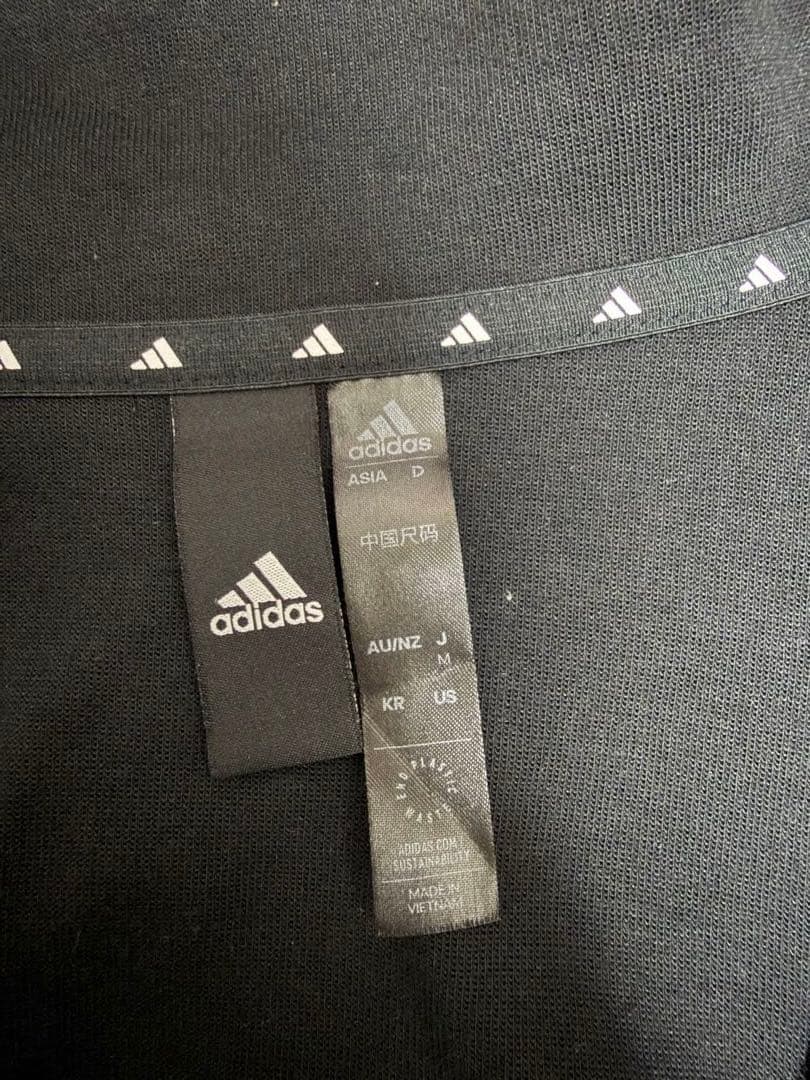 adidas
adidas
ASIA D
中国尺码
AU/NZ J
M
KR US
END PLASTIC WASTE
ADIDAS.COM/
SUSTAINABILITY
MADE IN
VIETNAM